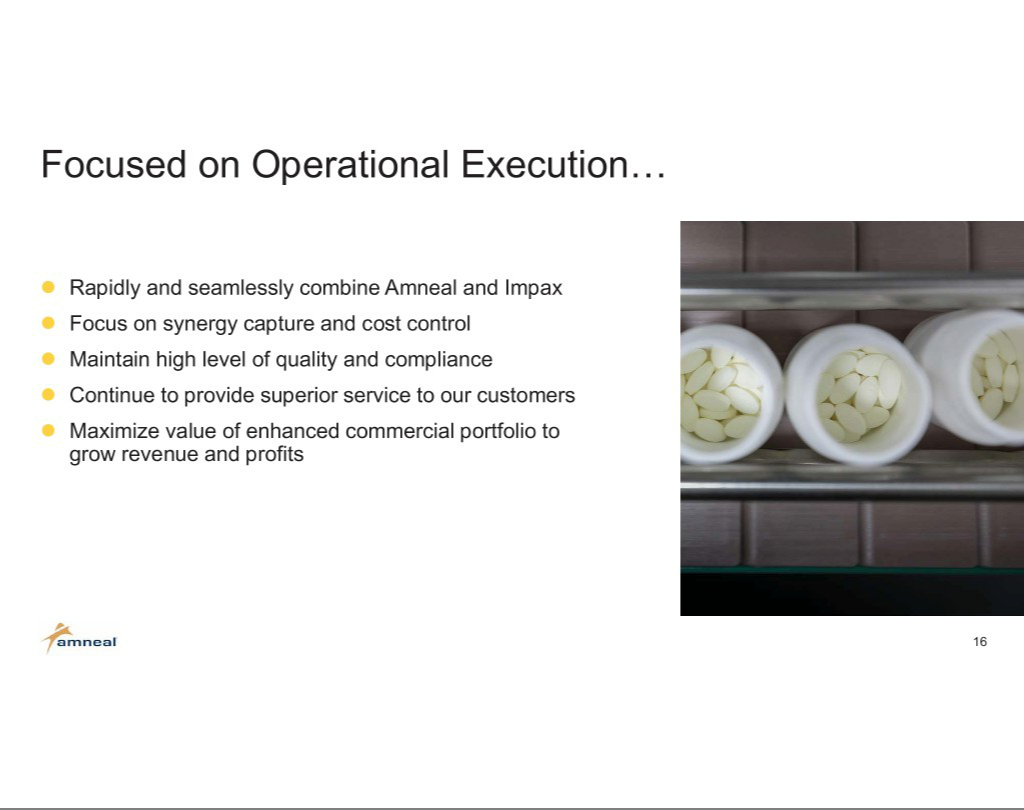 Focused on Operational Execution…
Rapidly and seamlessly combine Amneal and Impax
Focus on synergy capture and cost control
Maintain high level of quality and compliance
Continue to provide superior service to our customers
Maximize value of enhanced commercial portfolio to
grow revenue and profits
amneal
16